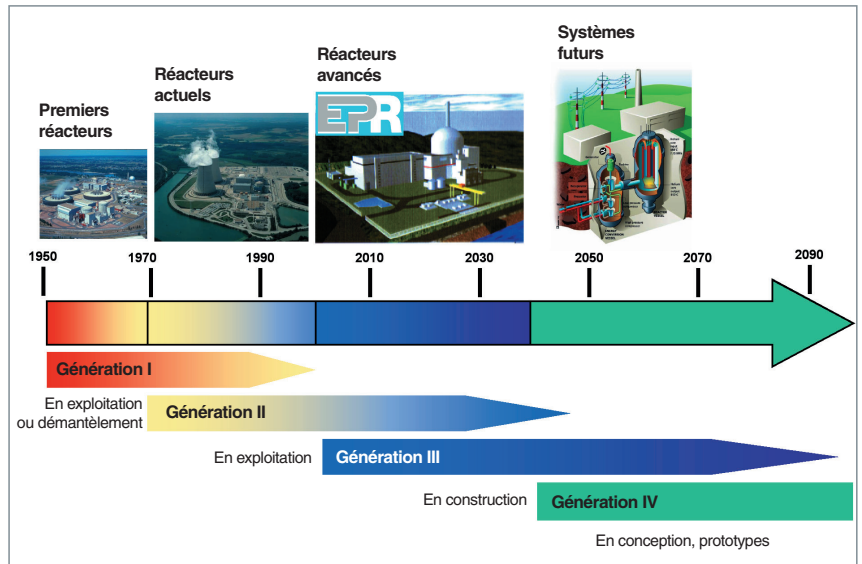 Premiers
réacteurs
Réacteurs
actuels
Réacteurs
avancés
EPR
Systèmes
futurs
1950
1970
1990
2010
2030
2050
2070
2090
Génération I
En exploitation
ou démantèlement
Génération II
En exploitation
Génération III
En construction
Génération IV
En conception, prototypes